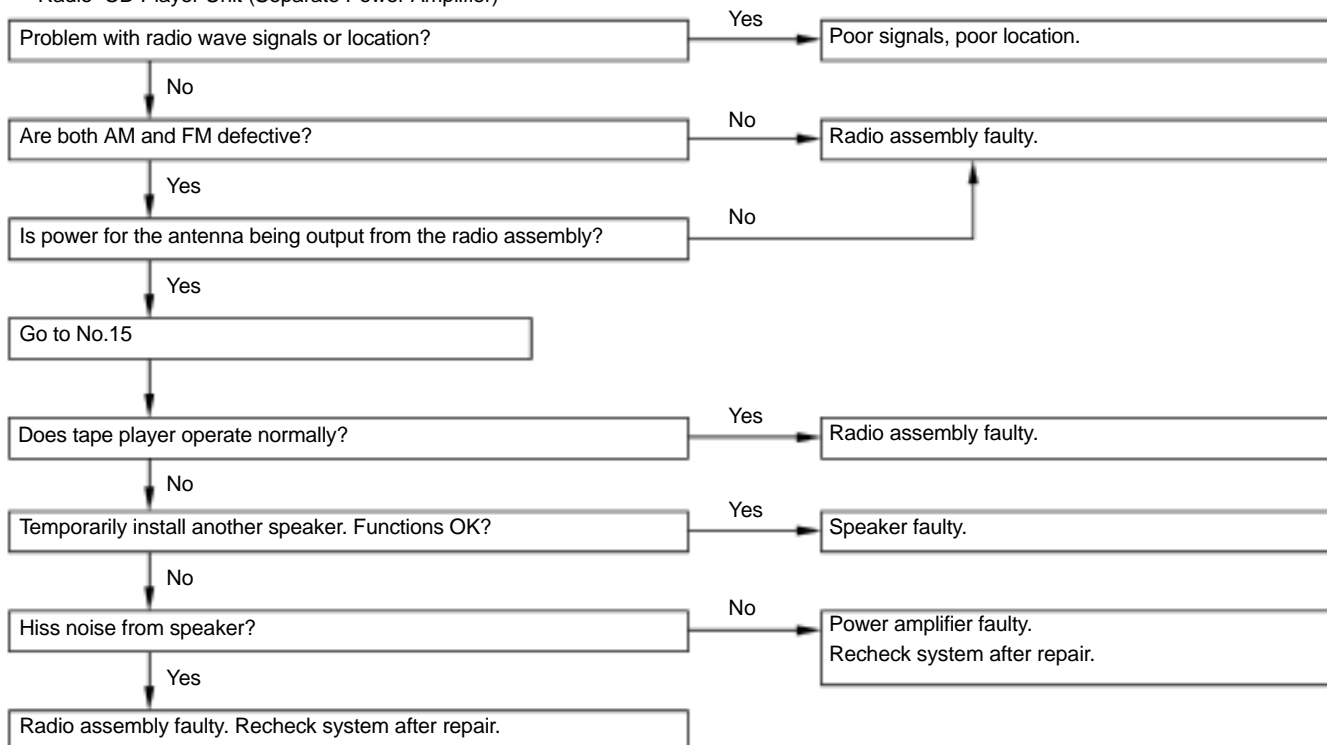 Radio CD Player Unit (Separate Power Amplifier)
Problem with radio wave signals or location?
Yes
Poor signals, poor location.
No
Are both AM and FM defective?
No
Radio assembly faulty.
Yes
Is power for the antenna being output from the radio assembly?
No
Yes
Go to No.15
Does tape player operate normally?
Yes
Radio assembly faulty.
No
Temporarily install another speaker. Functions OK?
Yes
Speaker faulty.
No
Hiss noise from speaker?
No
Power amplifier faulty.
Recheck system after repair.
Yes
Radio assembly faulty. Recheck system after repair.